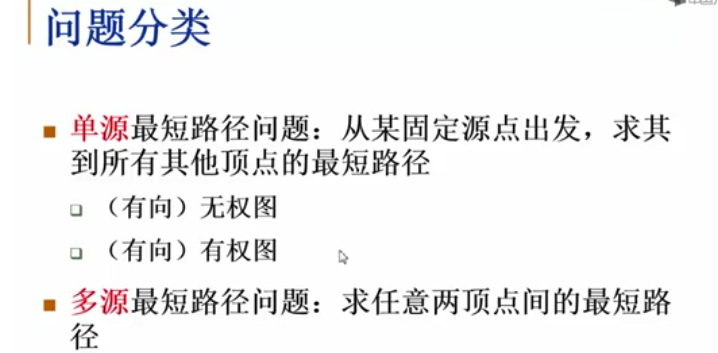 问题分类
单源最短路径问题：从某固定源点出发，求其
到所有其他顶点的最短路径
（有向）无权图
（有向）有权图
多源最短路径问题：求任意两顶点间的最短路
径